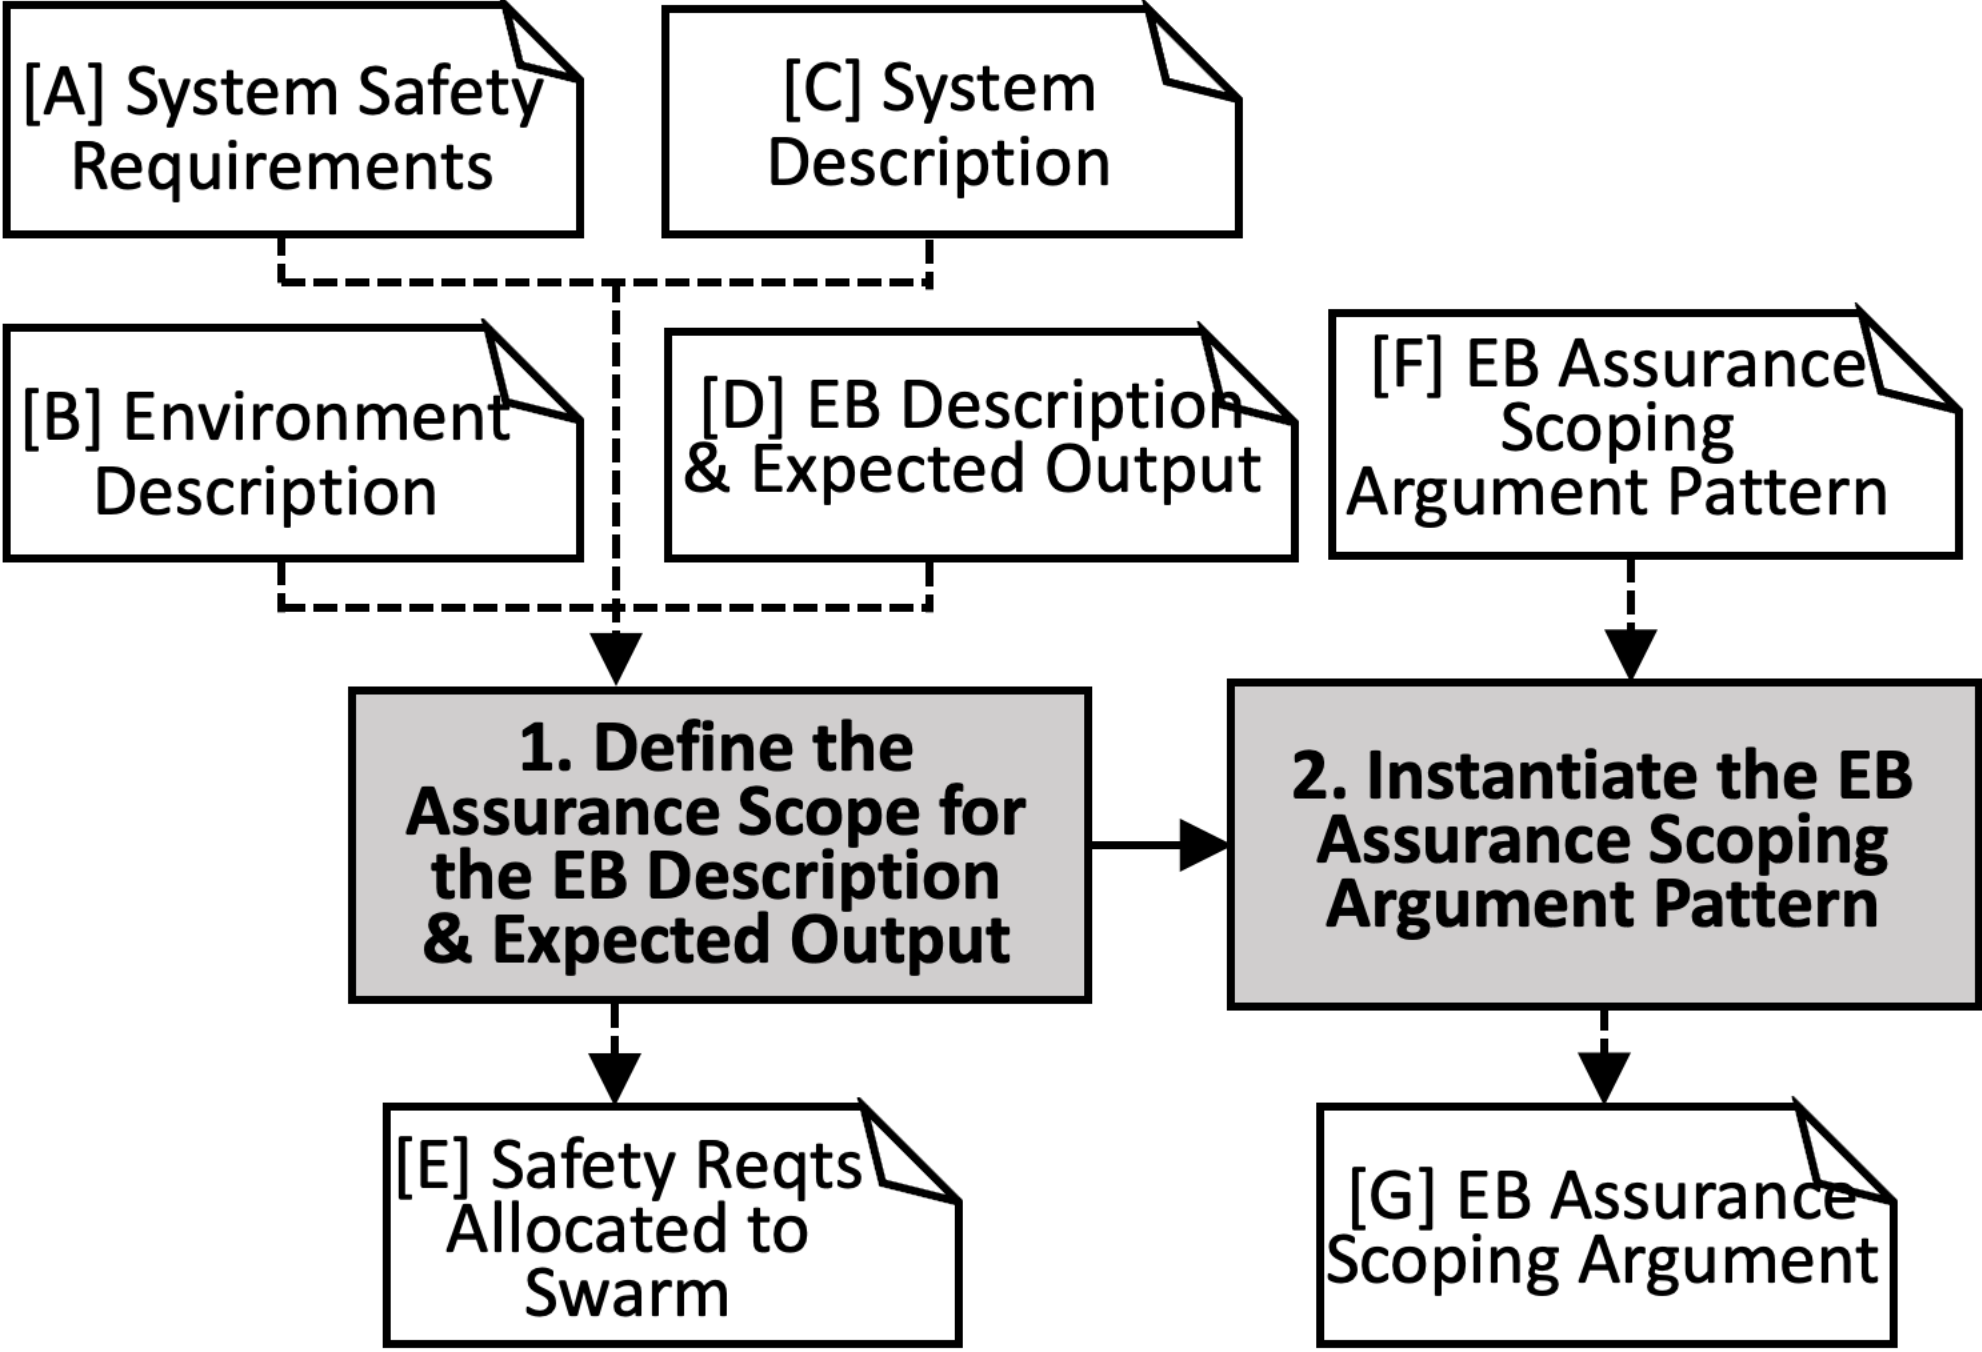 [A] System Safety
Requirements
[C] System
Description
[B] Environment
Description
[D] EB Description
& Expected Output
[F] EB Assurance
Scoping
Argument Pattern
1. Define the
Assurance Scope for
the EB Description
& Expected Output
2. Instantiate the EB
Assurance Scoping
Argument Pattern
[E] Safety Reqts
Allocated to
Swarm
[G] EB Assurance
Scoping Argument